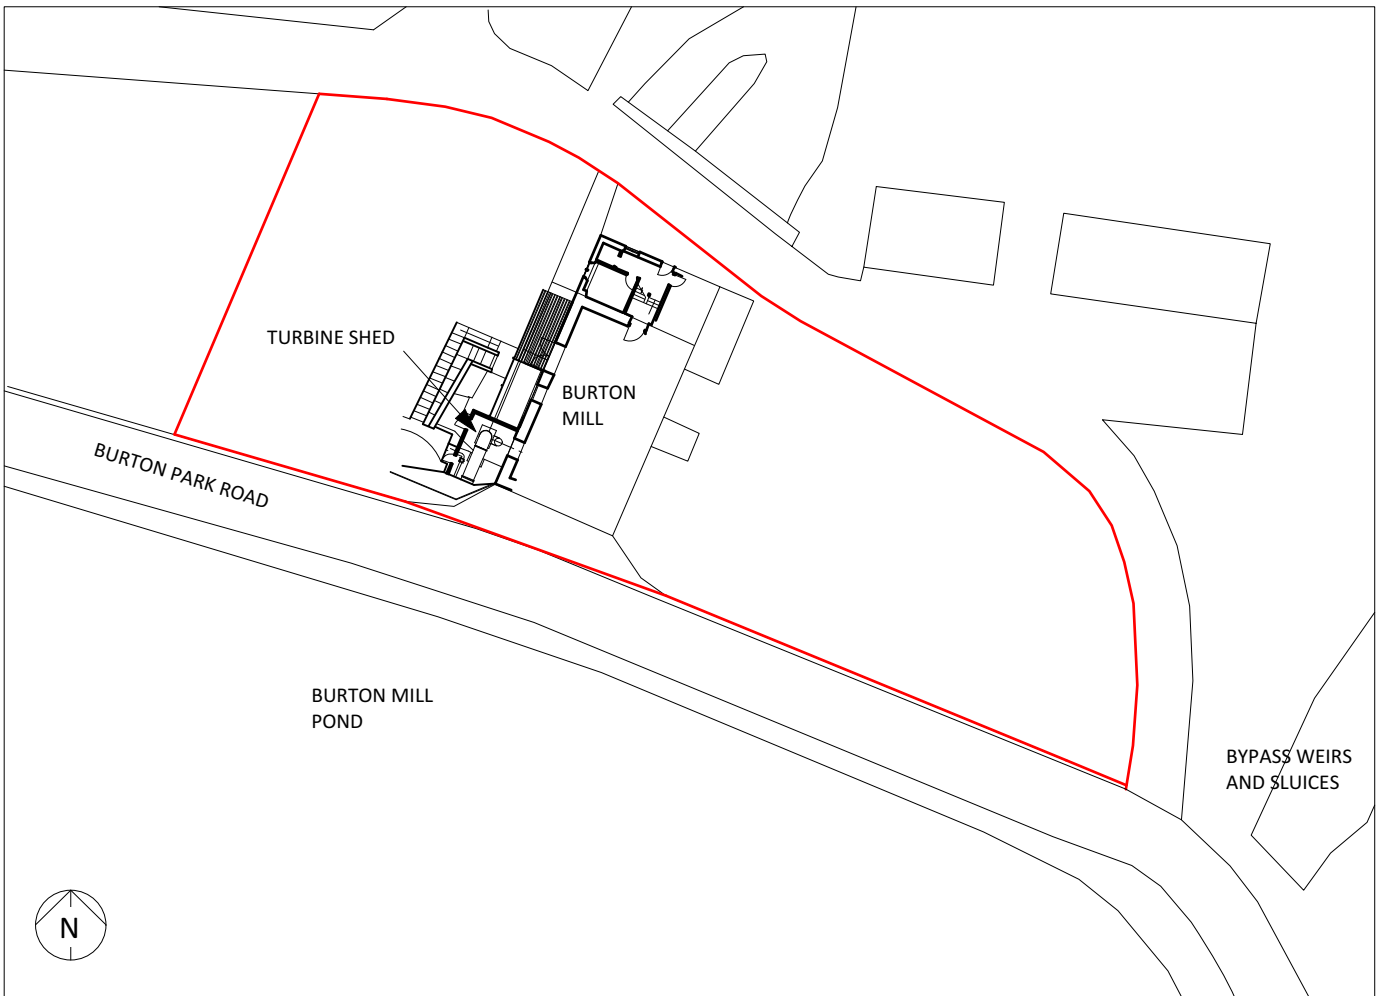 TURBINE SHED
BURTON
MILL
BURTON PARK ROAD
BURTON MILL
POND
BYPASS WEIRS
AND SLUICES
N